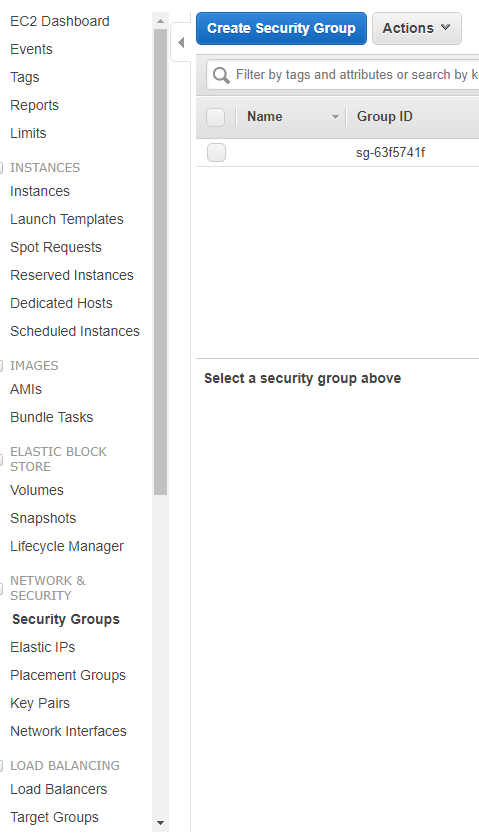 EC2 Dashboard
Events
Tags
Reports
Limits
INSTANCES
Instances
Launch Templates
Spot Requests
Reserved Instances
Dedicated Hosts
Scheduled Instances
IMAGES
AMIs
Bundle Tasks
ELASTIC BLOCK
STORE
Volumes
Snapshots
Lifecycle Manager
NETWORK &
SECURITY
Security Groups
Elastic IPs
Placement Groups
Key Pairs
Network Interfaces
LOAD BALANCING
Load Balancers
Target Groups
Create Security Group Actions
Filter by tags and attributes or search by
Name Group ID
sg-63f5741f
Select a security group above